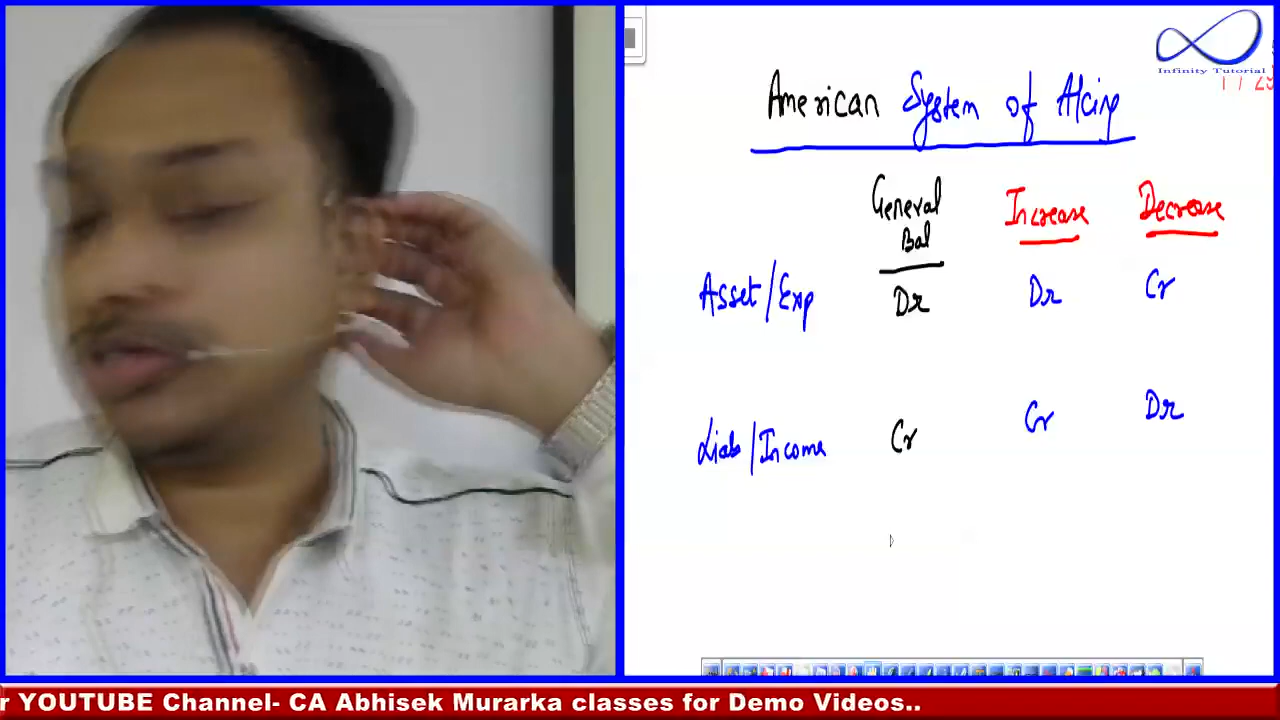 Infinity Tutorial
American System of A/cing
General Bal
Increase
Decrease
Asset/Exp Dr Dr Cr
Liab/Income Cr Cr Dr
r YOUTUBE Channel- CA Abhisek Murarka classes for Demo Videos..